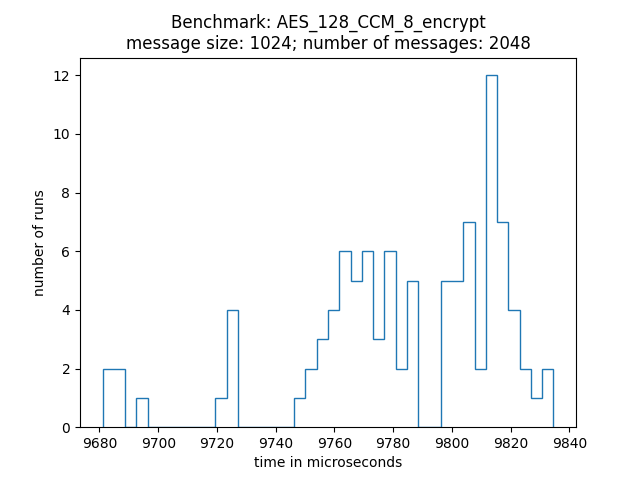 Benchmark: AES_128_CCM_8_encrypt
message size: 1024; number of messages: 2048
12
10
8
6
4
2
0
number of runs
9680 9700 9720 9740 9760 9780 9800 9820 9840
time in microseconds